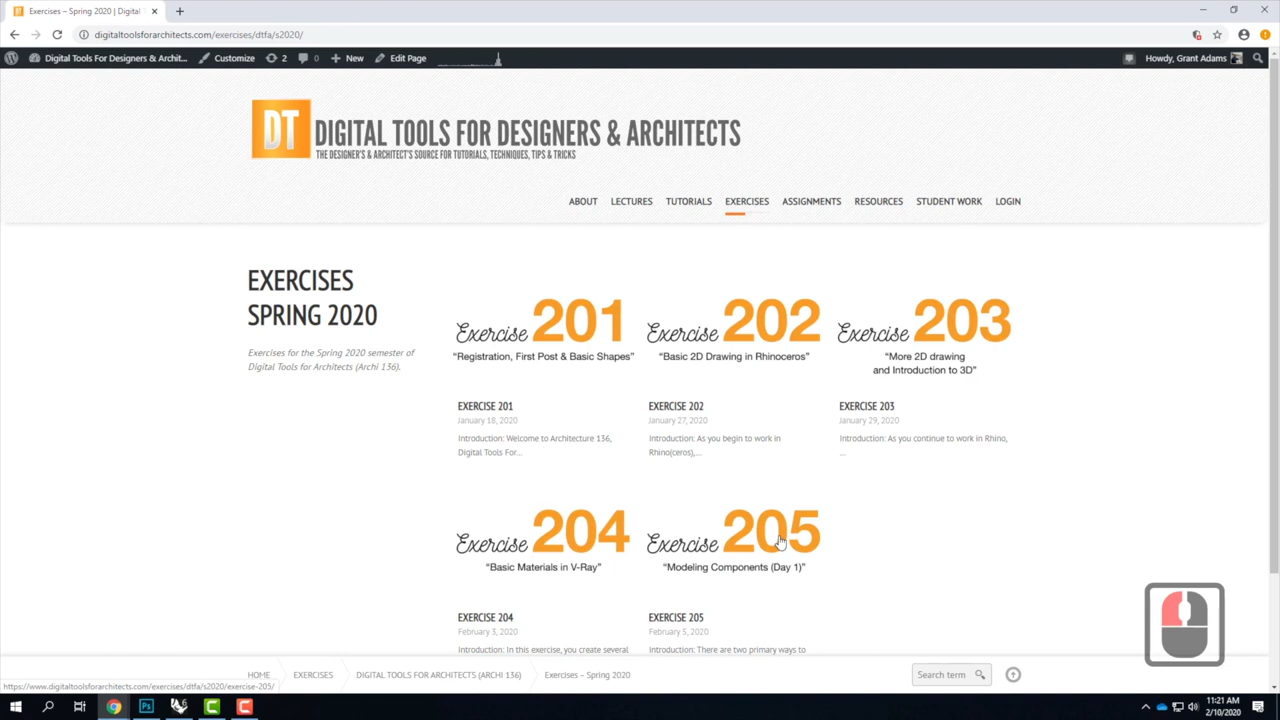 Exercises – Spring 2020 | Digital
digitaltoolsforarchitects.com/exercises/dtfa/s2020/
Digital Tools For Designers & Archit... Customize 2 0 New Edit Page Howdy, Grant Adams
DT DIGITAL TOOLS FOR DESIGNERS & ARCHITECTS
THE DESIGNER'S & ARCHITECT'S SOURCE FOR TUTORIALS, TECHNIQUES, TIPS & TRICKS
ABOUT LECTURES TUTORIALS EXERCISES ASSIGNMENTS RESOURCES STUDENT WORK LOGIN
EXERCISES
SPRING 2020
Exercises for the Spring 2020 semester of
Digital Tools for Architects (Archi 136).
Exercise 201
"Registration, First Post & Basic Shapes"
EXERCISE 201
January 18, 2020
Introduction: Welcome to Architecture 136,
Digital Tools For...
Exercise 202
"Basic 2D Drawing in Rhinoceros"
EXERCISE 202
January 27, 2020
Introduction: As you begin to work in
Rhino(ceros),...
Exercise 203
"More 2D drawing
and Introduction to 3D"
EXERCISE 203
January 29, 2020
Introduction: As you continue to work in Rhino,
...
Exercise 204
"Basic Materials in V-Ray"
EXERCISE 204
February 3, 2020
Introduction: In this exercise, you create several
Exercise 205
"Modeling Components (Day 1)"
EXERCISE 205
February 5, 2020
Introduction: There are two primary ways to
HOME EXERCISES DIGITAL TOOLS FOR ARCHITECTS (ARCHI 136) Exercises – Spring 2020 Search term
https://www.digitaltoolsforarchitects.com/exercises/dtfa/s2020/exercise-205/
Ps C C
11:21 AM
2/10/2020